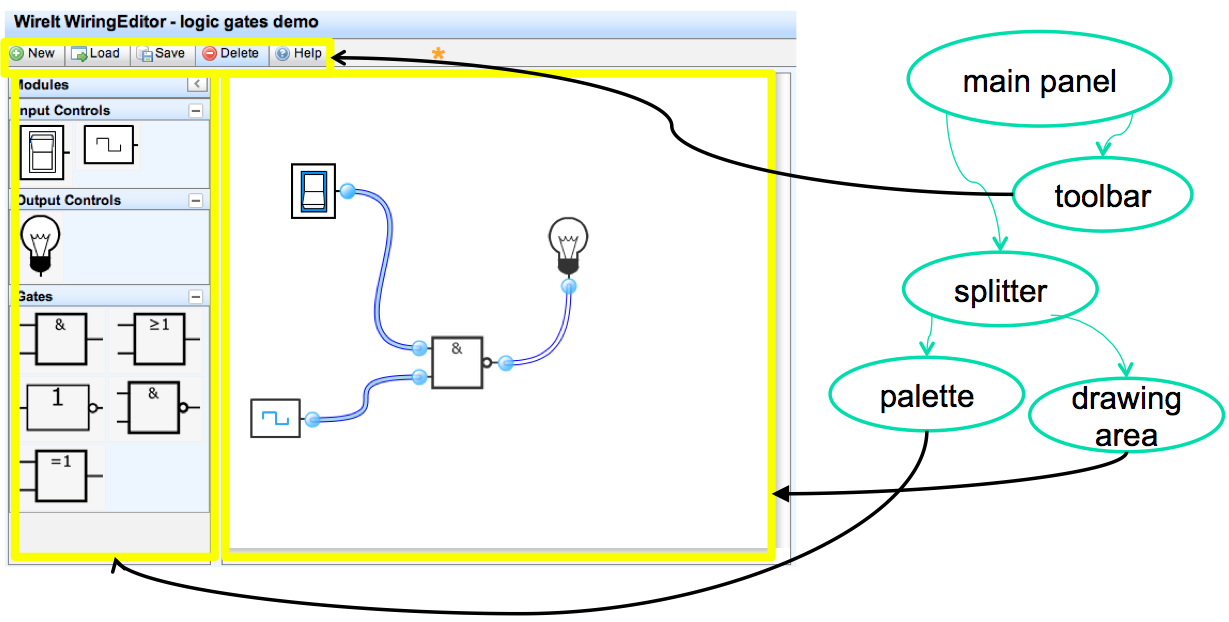 WireIt WiringEditor - logic gates demo
New Load Save Delete ? Help
*
Modules <
Input Controls
Output Controls
Gates
&
≥1
1
&
=1
&
main panel
toolbar
splitter
palette
drawing
area